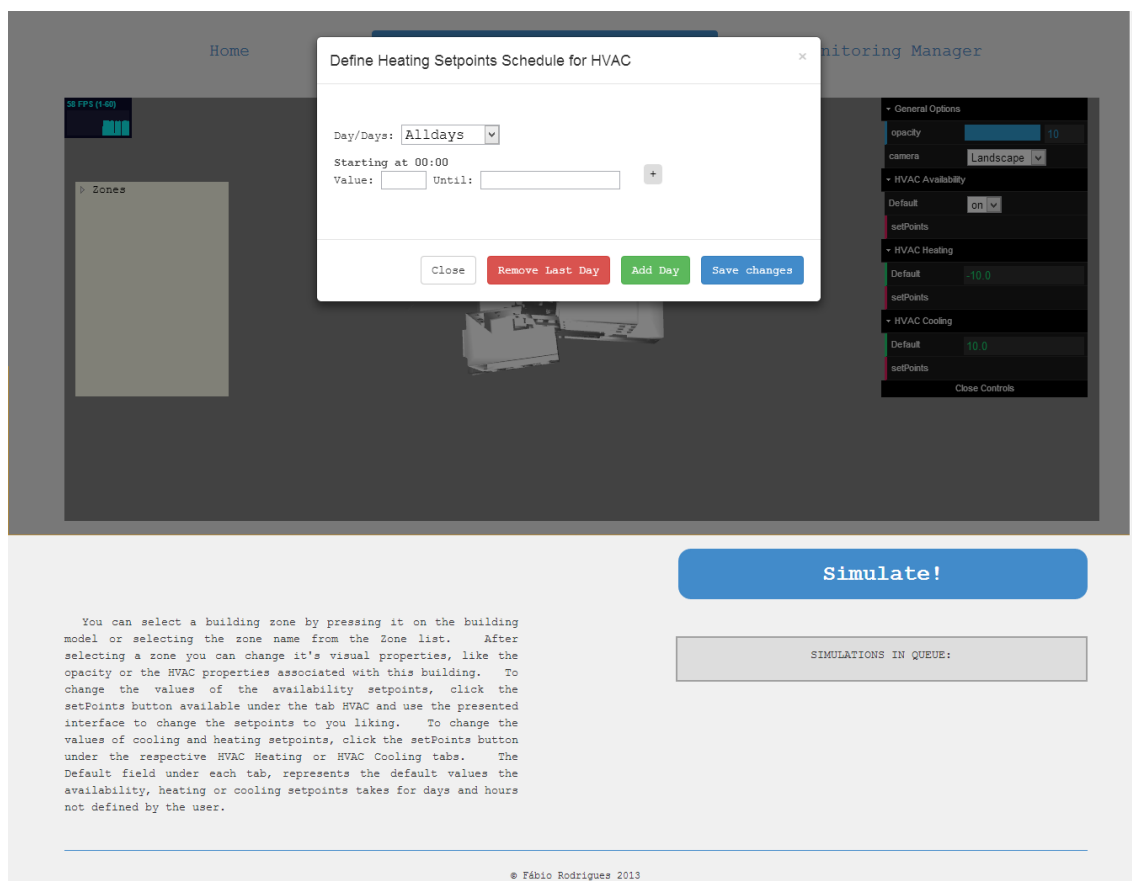 Home
nitoring Manager
Define Heating Setpoints Schedule for HVAC
×
Day/Days: Alldays
Starting at 00:00
Value: Until: +
Close Remove Last Day Add Day Save changes
58 FPS (1-60)
▷ Zones
General Options
opacity 10
camera Landscape
HVAC Availability
Default on
setPoints
HVAC Heating
Default -10.0
setPoints
HVAC Cooling
Default 10.0
setPoints
Close Controls
Simulate!
SIMULATIONS IN QUEUE:
You can select a building zone by pressing it on the building
model or selecting the zone name from the Zone list. After
selecting a zone you can change it's visual properties, like the
opacity or the HVAC properties associated with this building. To
change the values of the availability setpoints, click the
setPoints button available under the tab HVAC and use the presented
interface to change the setpoints to you liking. To change the
values of cooling and heating setpoints, click the setPoints button
under the respective HVAC Heating or HVAC Cooling tabs. The
Default field under each tab, represents the default values the
availability, heating or cooling setpoints takes for days and hours
not defined by the user.
© Fábio Rodrigues 2013